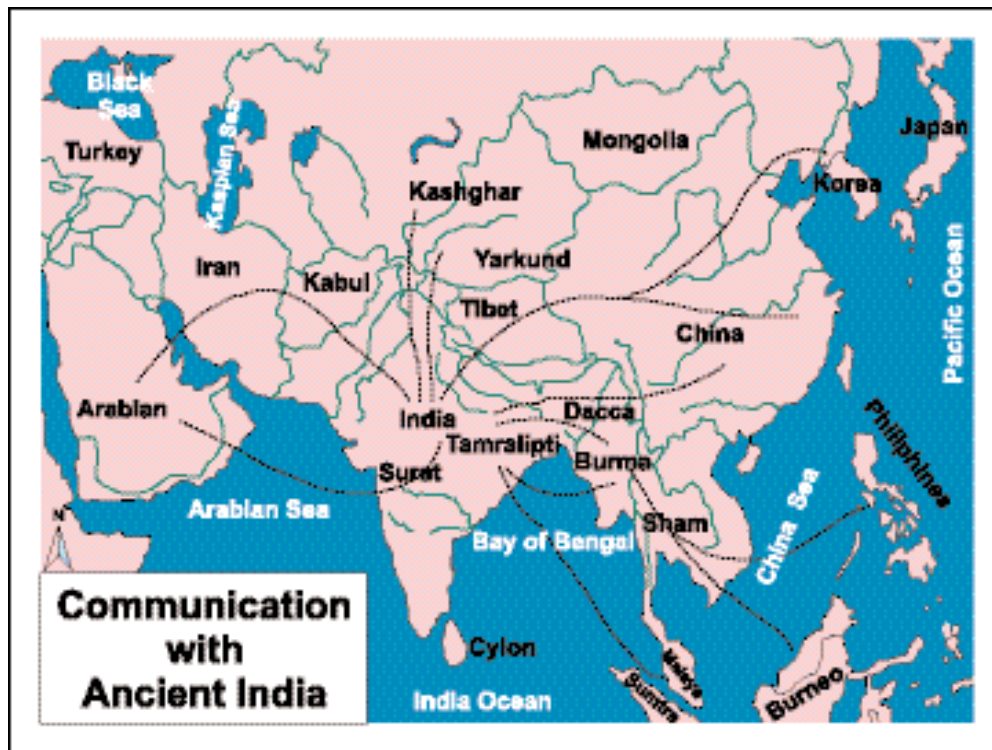 Black
Sea
Turkey
Kaspian Sea
Mongolia
Japan
Korea
Kashghar
Iran
Kabul
Yarkund
Tibet
China
Pacific Ocean
Arabian
India
Dacca
Tamralipti
Surat
Burma
Philiphines
Arabian Sea
Sham
Bay of Bengal
China Sea
N
Communication
with
Ancient India
Cylon
India Ocean
Malaya
Sumtra
Burneo